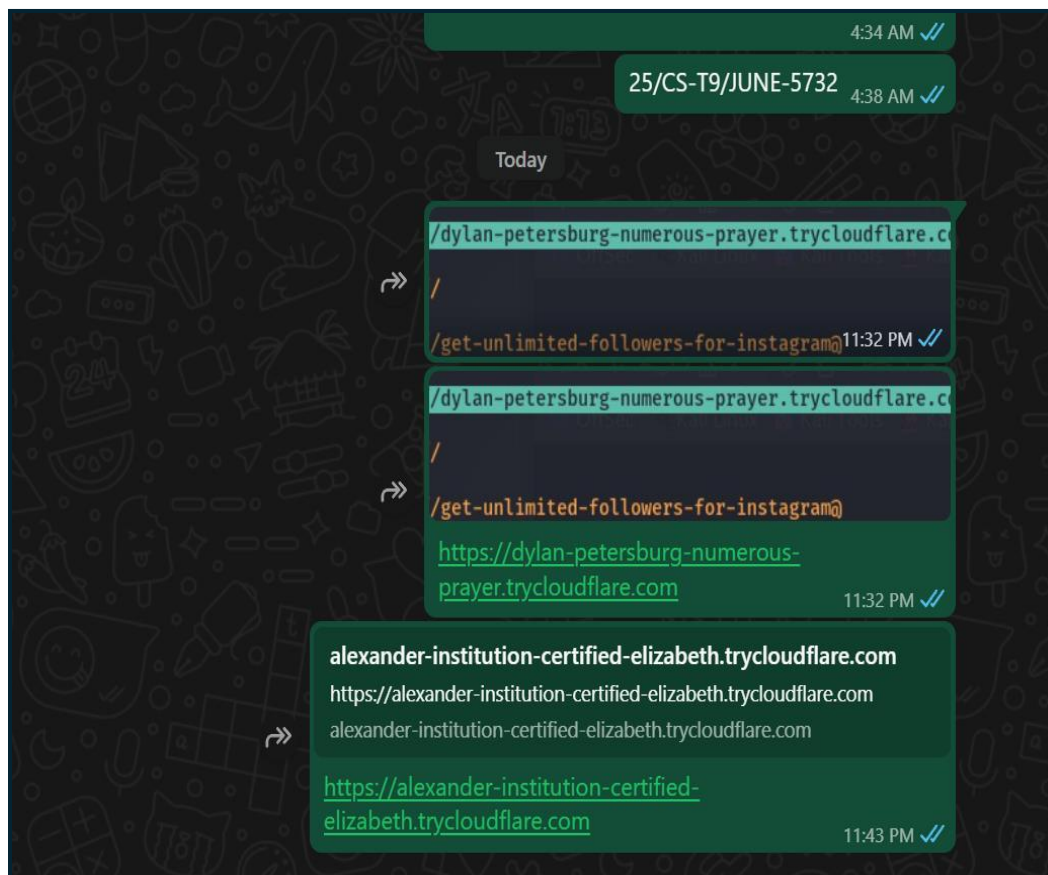 4:34 AM
25/CS-T9/JUNE-5732 4:38 AM
Today
/dylan-petersburg-numerous-prayer.trycloudflare.c
/
/get-unlimited-followers-for-instagram@ 11:32 PM
/dylan-petersburg-numerous-prayer.trycloudflare.c
/
/get-unlimited-followers-for-instagram@
https://dylan-petersburg-numerous-
prayer.trycloudflare.com
11:32 PM
alexander-institution-certified-elizabeth.trycloudflare.com
https://alexander-institution-certified-elizabeth.trycloudflare.com
alexander-institution-certified-elizabeth.trycloudflare.com
https://alexander-institution-certified-
elizabeth.trycloudflare.com
11:43 PM